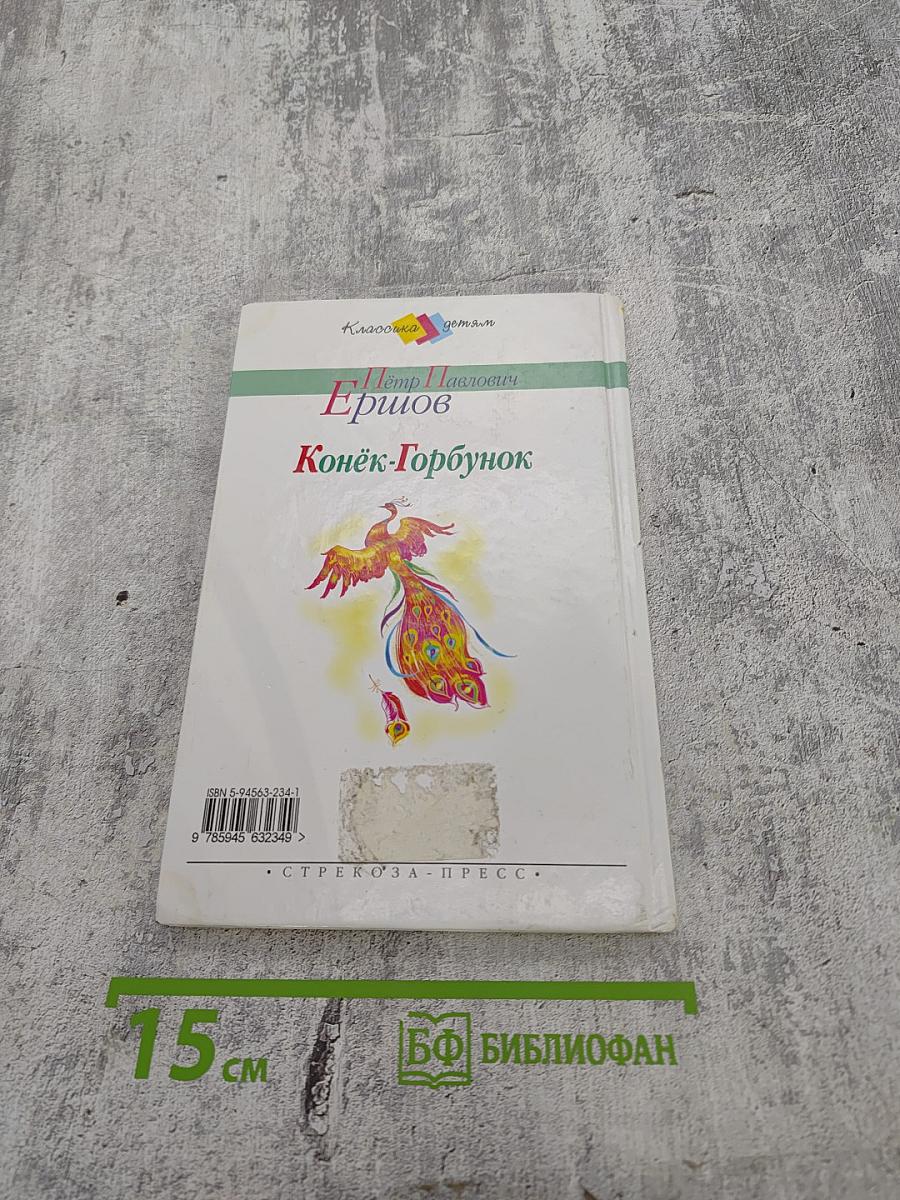 Классика детям
Пётр Павлович
Ершов
Конёк-Горбунок
ISBN 5-94563-234-1
9 785945 632349 >
• СТРЕКОЗА-ПРЕСС •
15 см
БФ БИБЛИОФАН